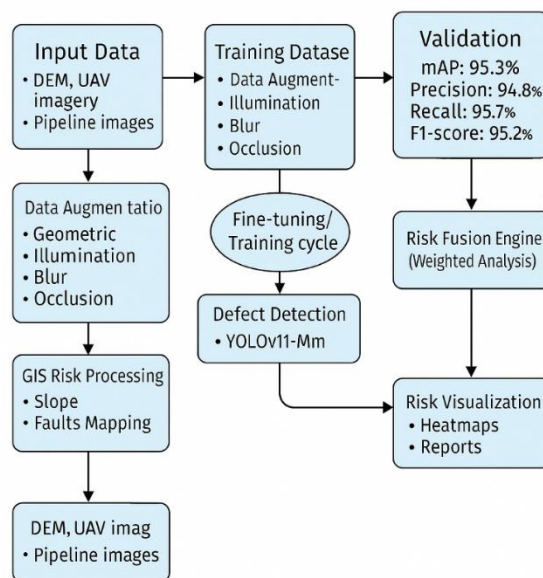 Input Data
• DEM, UAV
imagery
• Pipeline images
Training Datase
• Data Augment-
• Illumination
• Blur
• Occlusion
Validation
mAP: 95.3%
Precision: 94.8%
Recall: 95.7%
F1-score: 95.2%
Data Augmen tatio
• Geometric
• Illumination
• Blur
• Occlusion
Fine-tuning/
Training cycle
Risk Fusion Engine
(Weighted Analysis)
Defect Detection
• YOLOv11-Mm
GIS Risk Processing
• Slope
• Faults Mapping
Risk Visualization
• Heatmaps
• Reports
DEM, UAV imag
• Pipeline images